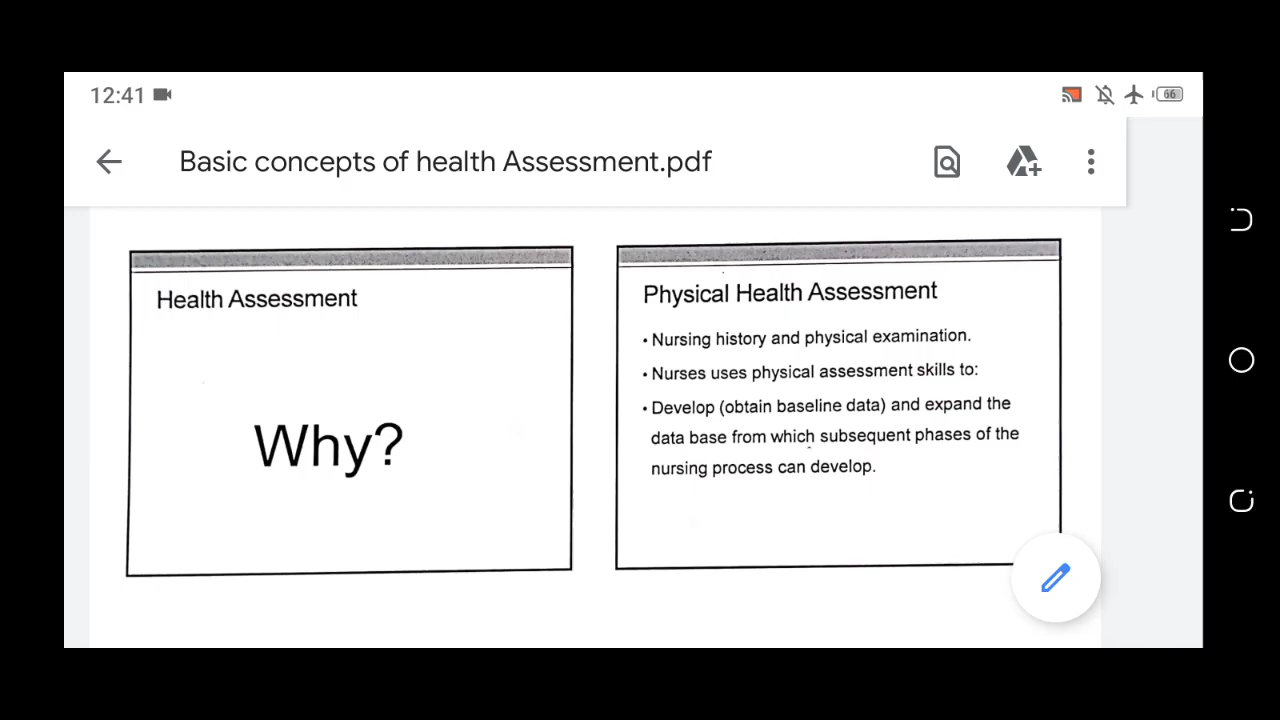 12:41
66
Basic concepts of health Assessment.pdf
Health Assessment
Why?
Physical Health Assessment
• Nursing history and physical examination.
• Nurses uses physical assessment skills to:
• Develop (obtain baseline data) and expand the
data base from which subsequent phases of the
nursing process can develop.